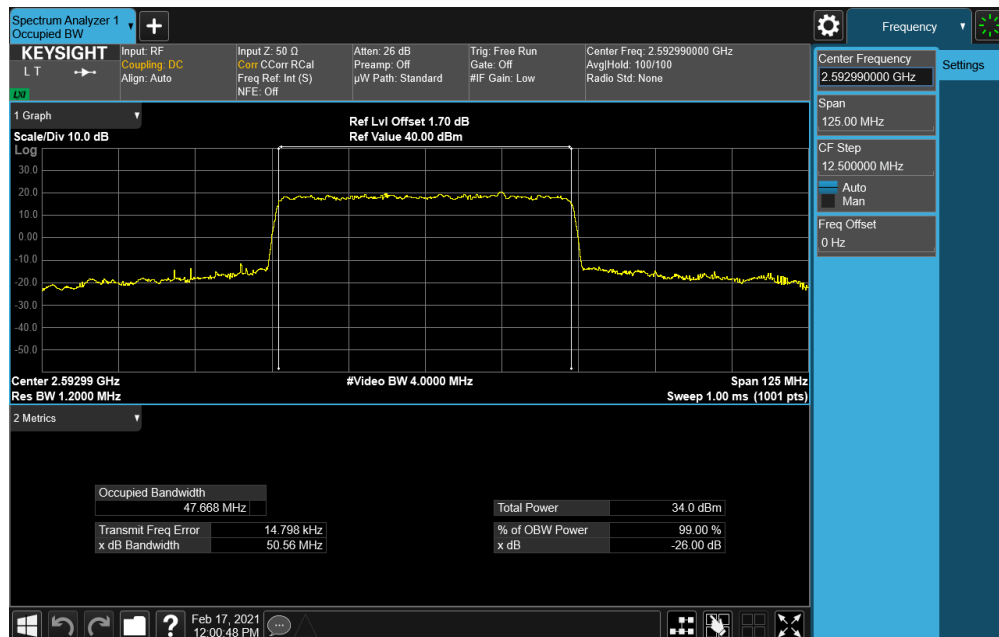 Spectrum Analyzer 1
Occupied BW
+
Frequency
KEYSIGHT
L T
LXI
Input: RF
Coupling: DC
Align: Auto
Input Z: 50 Ω
Corr CCorr RCal
Freq Ref: Int (S)
NFE: Off
Atten: 26 dB
Preamp: Off
µW Path: Standard
Trig: Free Run
Gate: Off
#IF Gain: Low
Center Freq: 2.592990000 GHz
Avg|Hold: 100/100
Radio Std: None
Center Frequency
2.592990000 GHz
Settings
Span
125.00 MHz
CF Step
12.500000 MHz
Auto
Man
Freq Offset
0 Hz
1 Graph
Scale/Div 10.0 dB
Ref Lvl Offset 1.70 dB
Ref Value 40.00 dBm
Log
30.0
20.0
10.0
0.00
-10.0
-20.0
-30.0
-40.0
-50.0
Center 2.59299 GHz
#Video BW 4.0000 MHz
Span 125 MHz
Res BW 1.2000 MHz
Sweep 1.00 ms (1001 pts)
2 Metrics
Occupied Bandwidth
47.668 MHz
Transmit Freq Error 14.798 kHz
x dB Bandwidth 50.56 MHz
Total Power 34.0 dBm
% of OBW Power 99.00 %
x dB -26.00 dB
?
Feb 17, 2021
12:00:48 PM